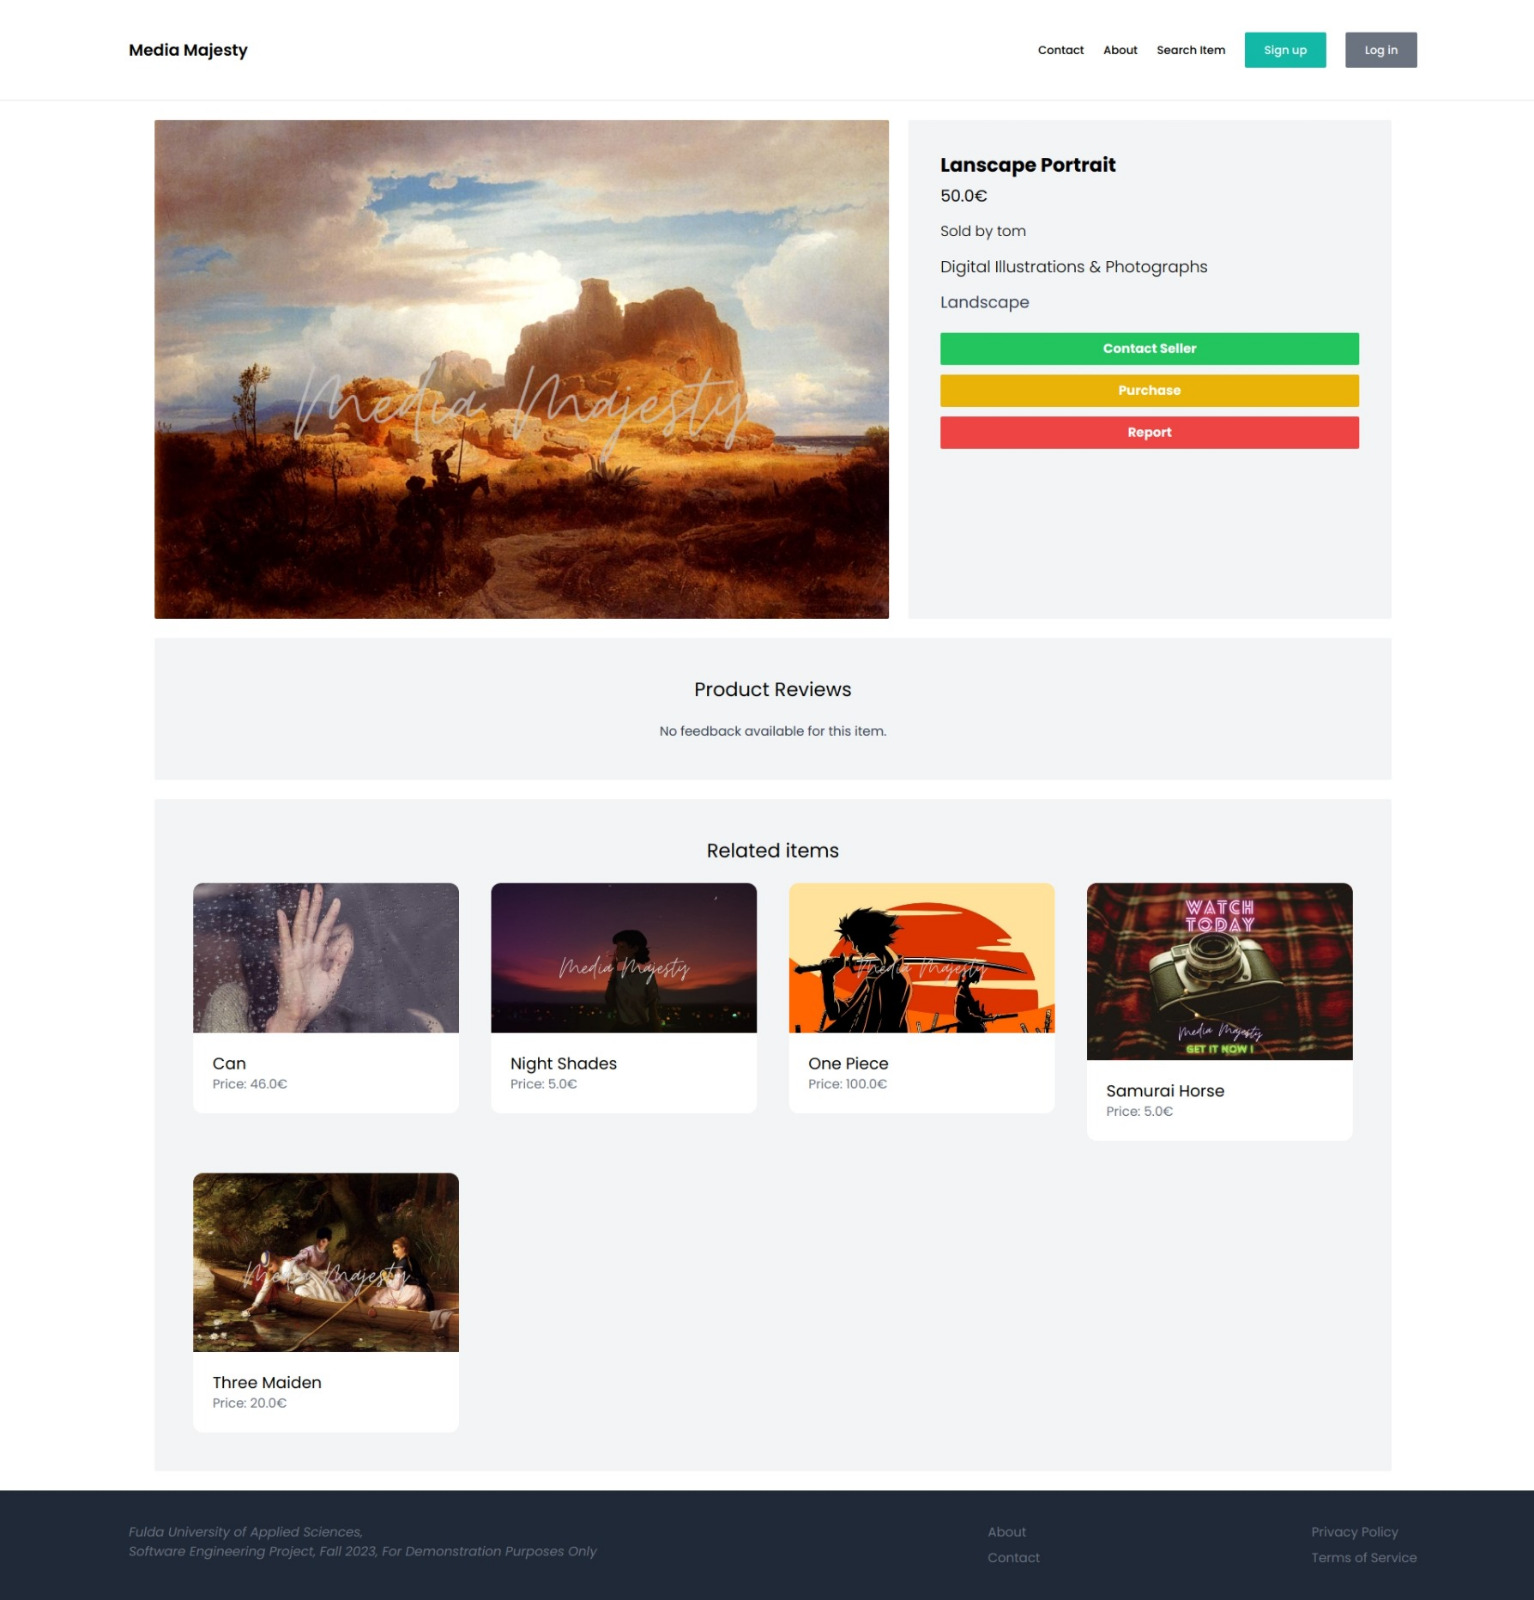 Media Majesty
Contact
About
Search Item
Sign up
Log in
Media Majesty
Lanscape Portrait
50.0€
Sold by tom
Digital Illustrations & Photographs
Landscape
Contact Seller
Purchase
Report
Product Reviews
No feedback available for this item.
Related items
Can
Price: 46.0€
Media Majesty
Night Shades
Price: 5.0€
Media Majesty
One Piece
Price: 100.0€
WATCH
TODAY
Media Majesty
GET IT NOW !
Samurai Horse
Price: 5.0€
Media Majesty
Three Maiden
Price: 20.0€
Fulda University of Applied Sciences,
Software Engineering Project, Fall 2023, For Demonstration Purposes Only
About
Contact
Privacy Policy
Terms of Service